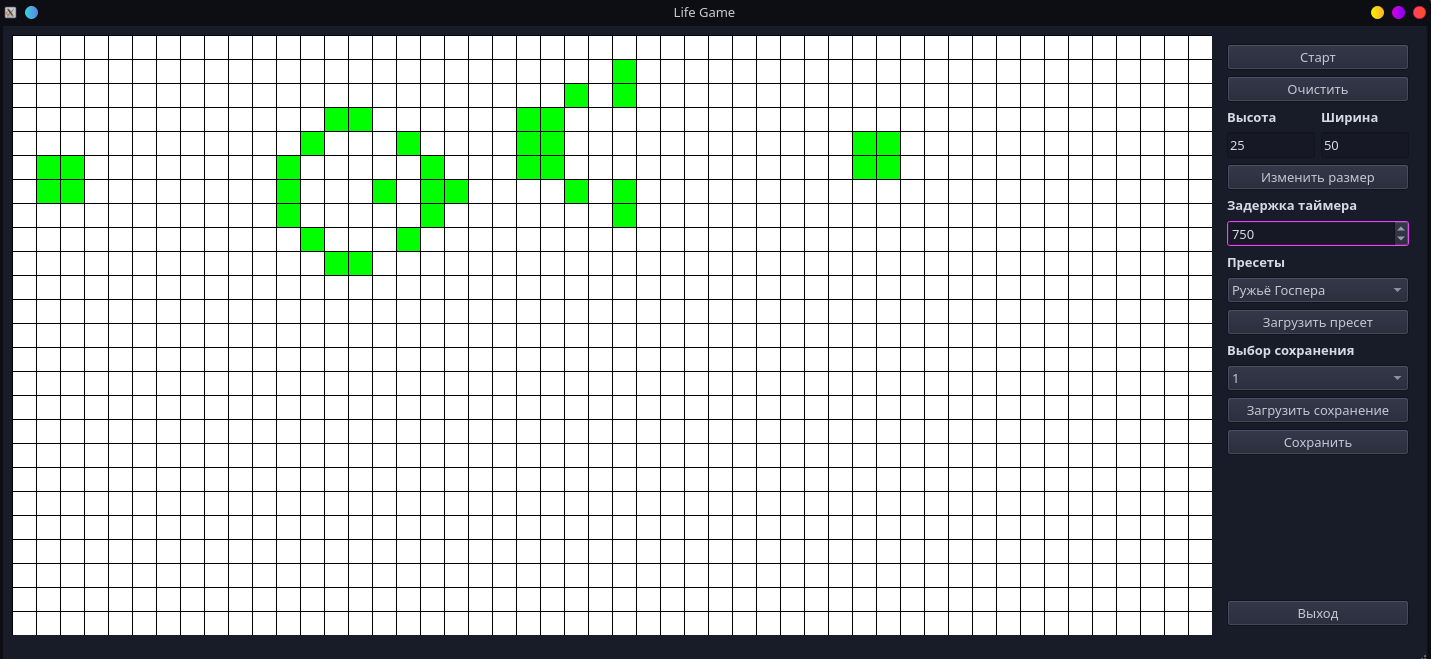 Life Game
Старт
Очистить
Высота Ширина
25 50
Изменить размер
Задержка таймера
750
Пресеты
Ружьё Госпера
Загрузить пресет
Выбор сохранения
1
Загрузить сохранение
Сохранить
Выход